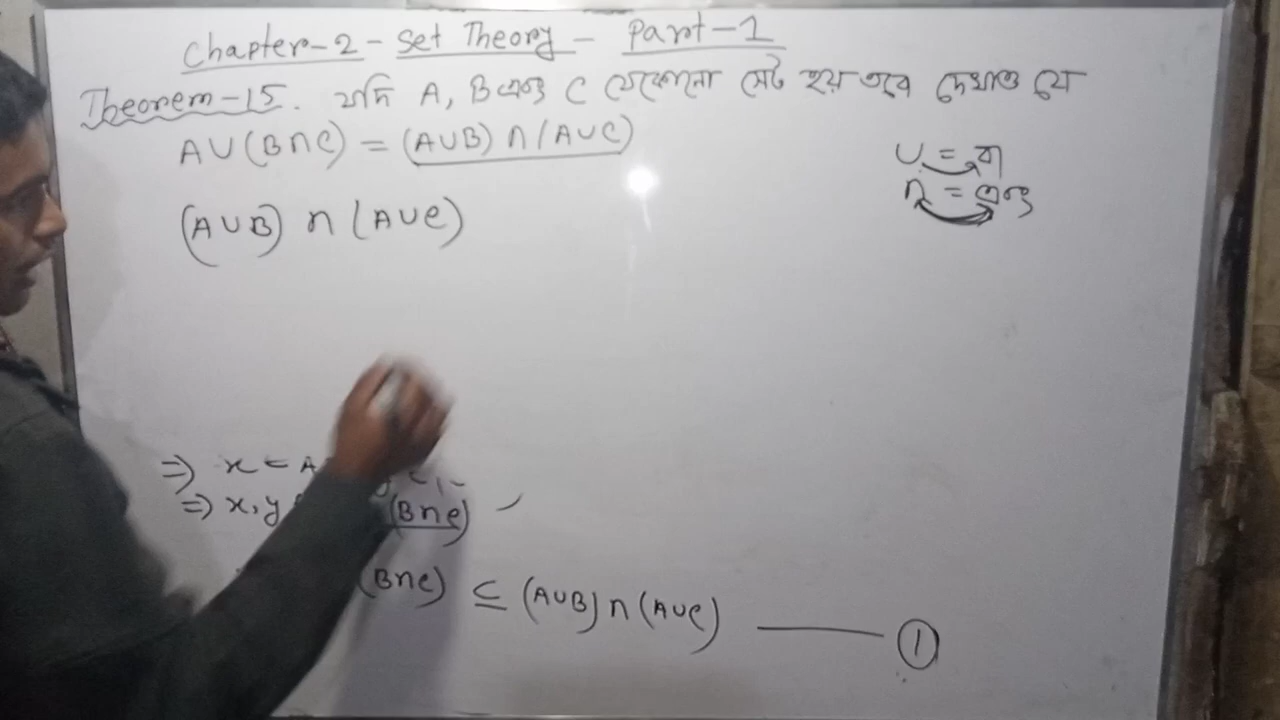 Chapter-2-Set Theory- Part-1
Theorem-15. যদি A, B এবং C যেকোনো সেট হয় তবে দেখাও যে
A∪(B∩C) = (A∪B)∩(A∪C)
∪ = বা
∩ = এবং
(A∪B) ∩ (A∪C)
⇒ x ∈ A
⇒ x, y (B∩C)
(B∩C) ⊆ (A∪B)∩(A∪C) —— ①